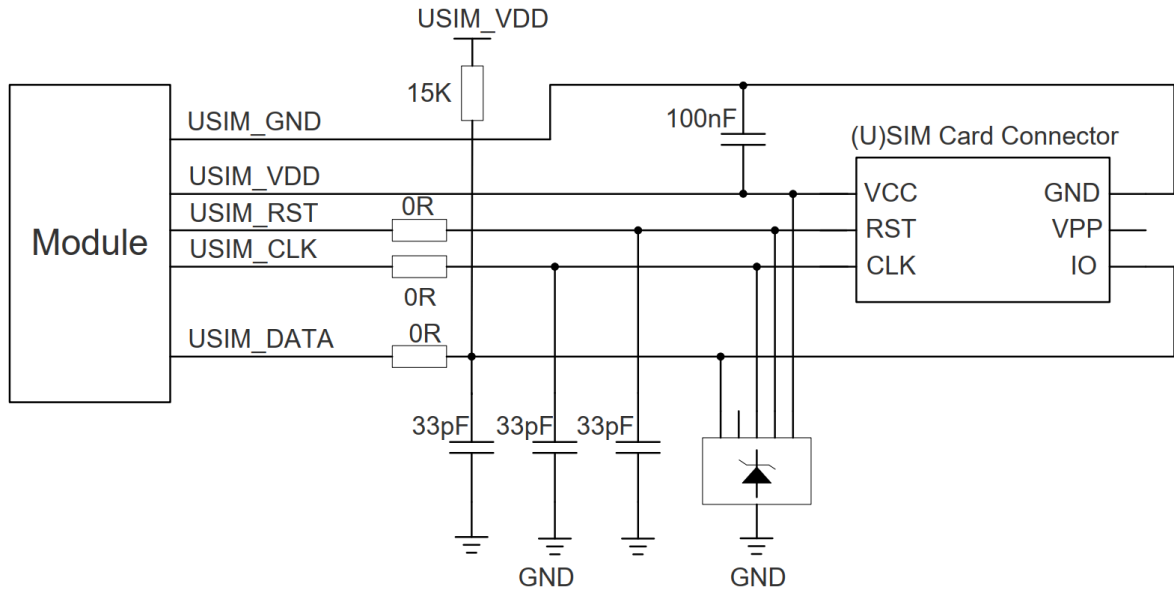 USIM_VDD
15K
USIM_GND
100nF
(U)SIM Card Connector
USIM_VDD
VCC
GND
USIM_RST
0R
RST
VPP
Module
USIM_CLK
CLK
IO
0R
USIM_DATA
0R
33pF
33pF
33pF
GND
GND